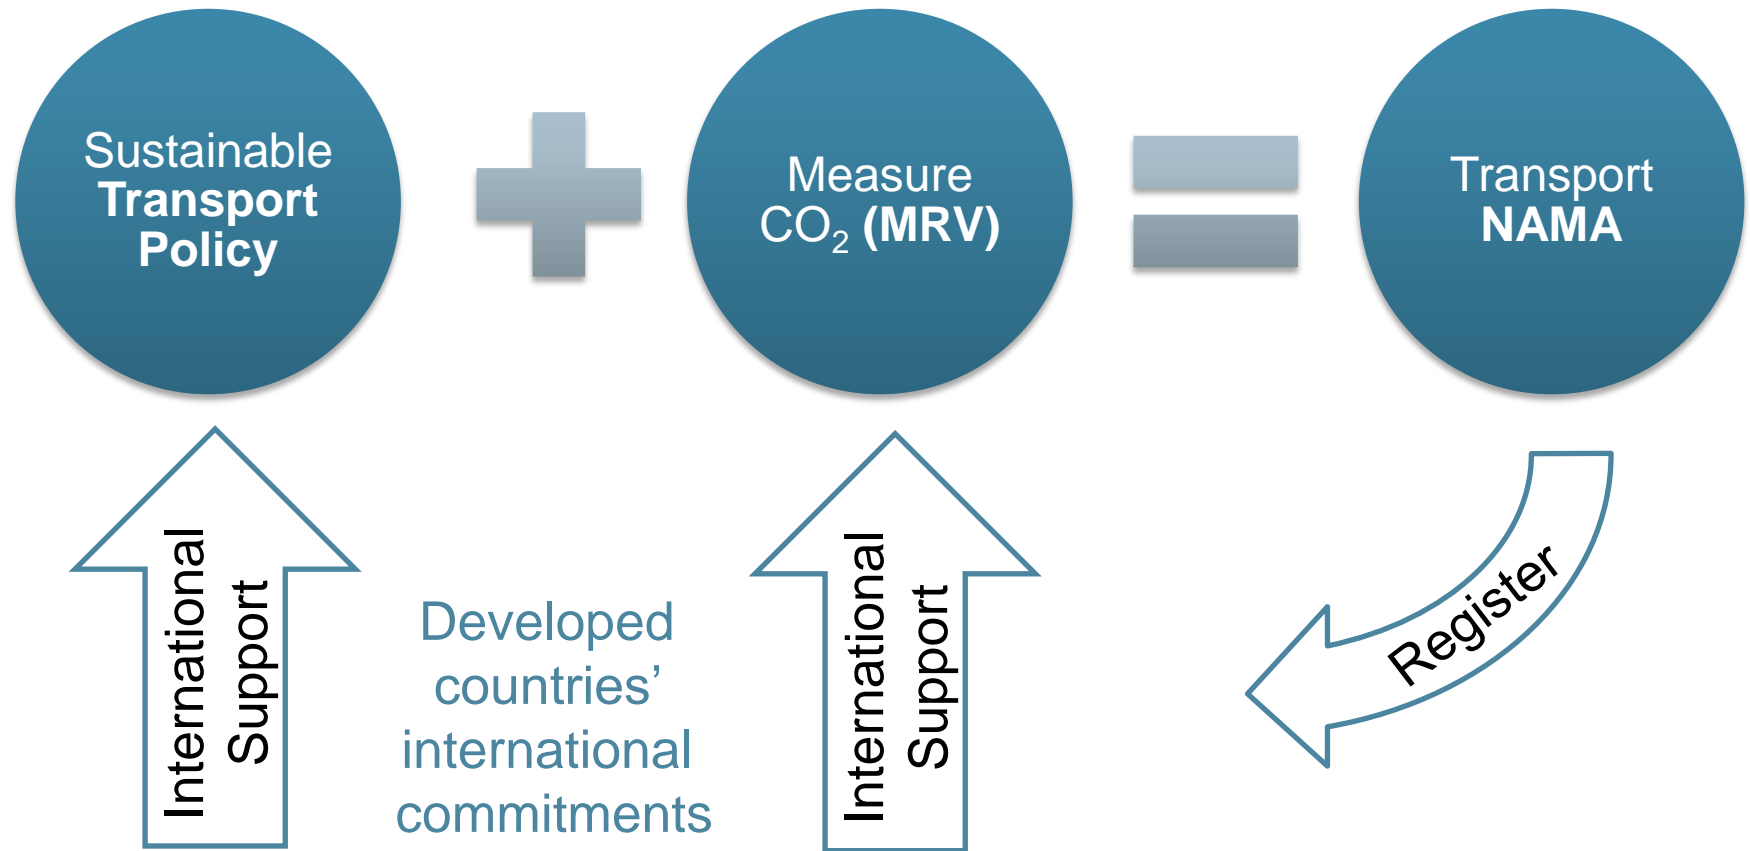 Sustainable
Transport
Policy
Measure
CO₂ (MRV)
Transport
NAMA
International
Support
Developed
countries’
international
commitments
International
Support
Register